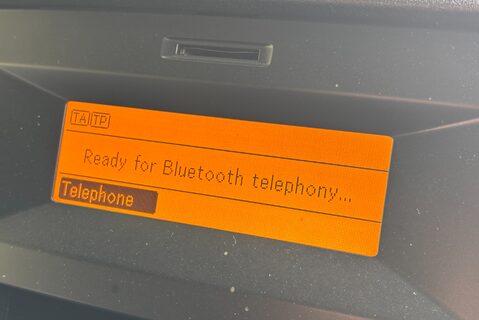 TA TP
Ready for Bluetooth telephony...
Telephone